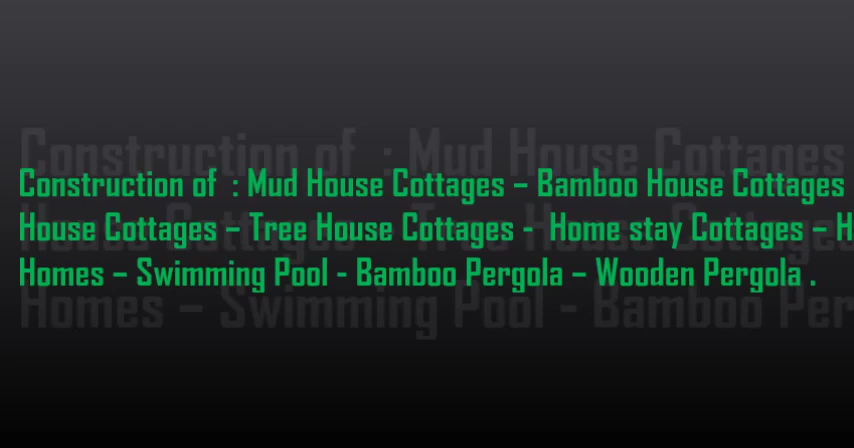 Construction of : Mud House Cottages – Bamboo House Cottages
House Cottages – Tree House Cottages - Home stay Cottages – H
Homes – Swimming Pool - Bamboo Pergola – Wooden Pergola .